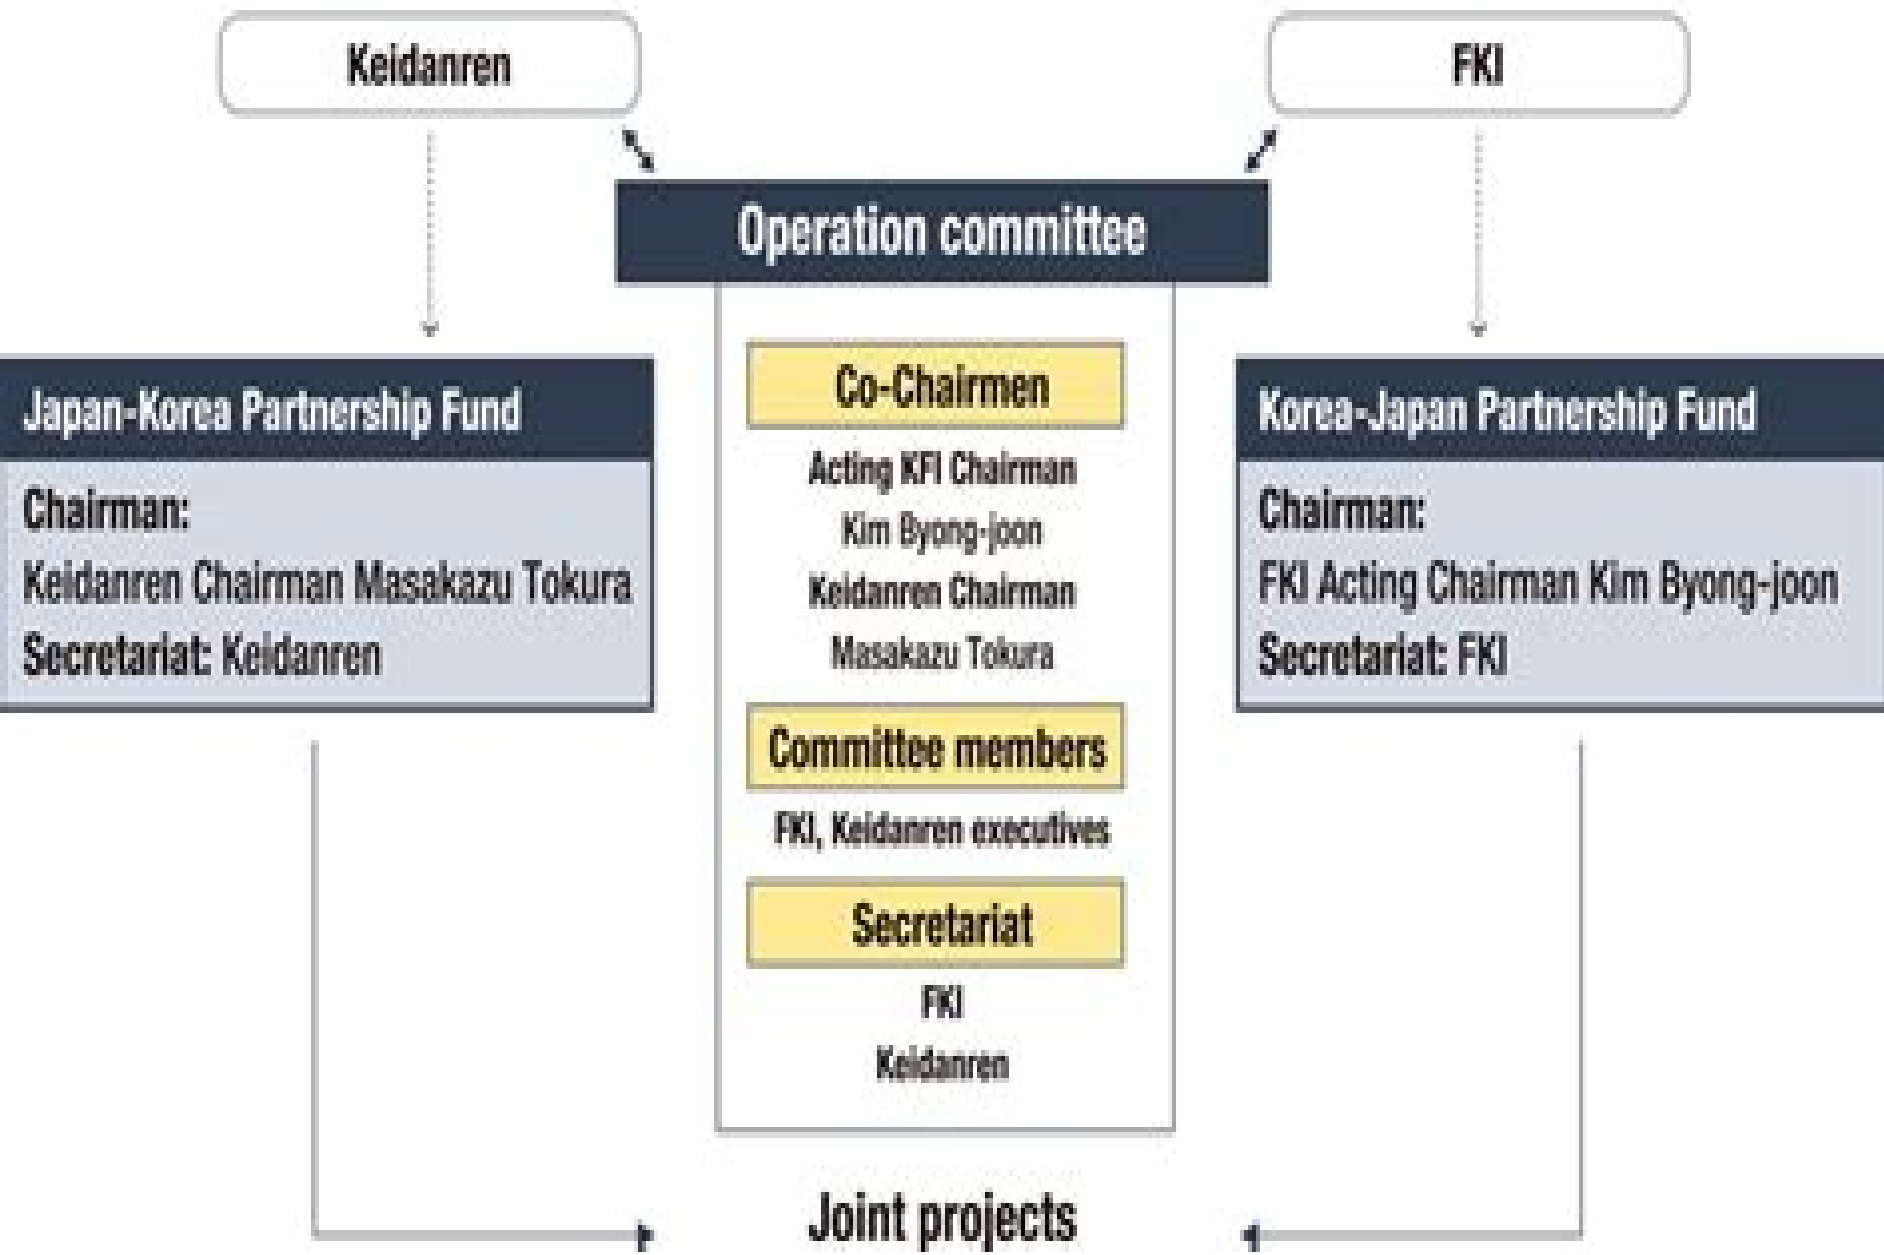 Keidanren
FKI
Operation committee
Japan-Korea Partnership Fund
Chairman:
Keidanren Chairman Masakazu Tokura
Secretariat: Keidanren
Co-Chairmen
Acting KFI Chairman
Kim Byong-joon
Keidanren Chairman
Masakazu Tokura
Committee members
FKI, Keidanren executives
Secretariat
FKI
Keidanren
Korea-Japan Partnership Fund
Chairman:
FKI Acting Chairman Kim Byong-joon
Secretariat: FKI
Joint projects